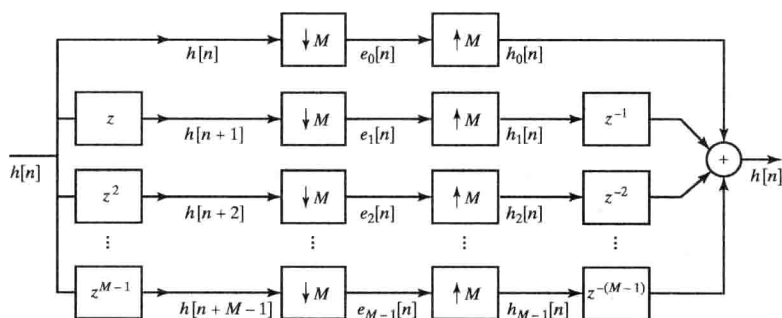 h[n] ↓M e₀[n] ↑M h₀[n]
z h[n + 1] ↓M e₁[n] ↑M h₁[n] z⁻¹
h[n] + h[n]
z² h[n + 2] ↓M e₂[n] ↑M h₂[n] z⁻²
⋮ ⋮ ⋮ ⋮
z^{M−1} h[n + M − 1] ↓M e_{M−1}[n] ↑M h_{M−1}[n] z^{−(M−1)}